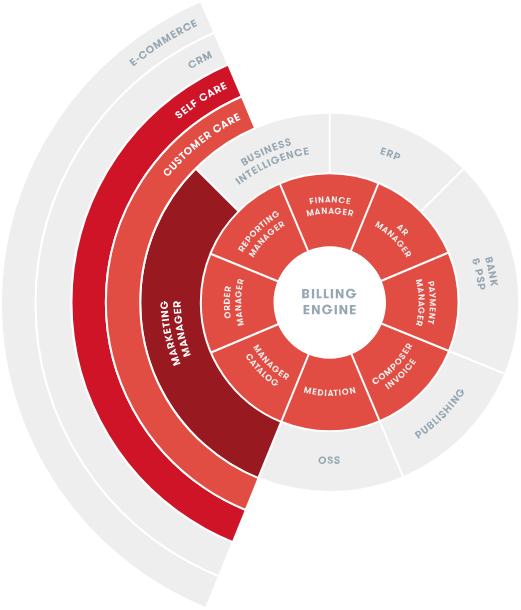 E-COMMERCE
CRM
SELF CARE
CUSTOMER CARE
MARKETING
MANAGER
BUSINESS
INTELLIGENCE
ERP
BANK
& PSP
PUBLISHING
OSS
FINANCE
MANAGER
AR
MANAGER
PAYMENT
MANAGER
COMPOSER
INVOICE
MEDIATION
MANAGER
CATALOG
ORDER
MANAGER
REPORTING
MANAGER
BILLING
ENGINE